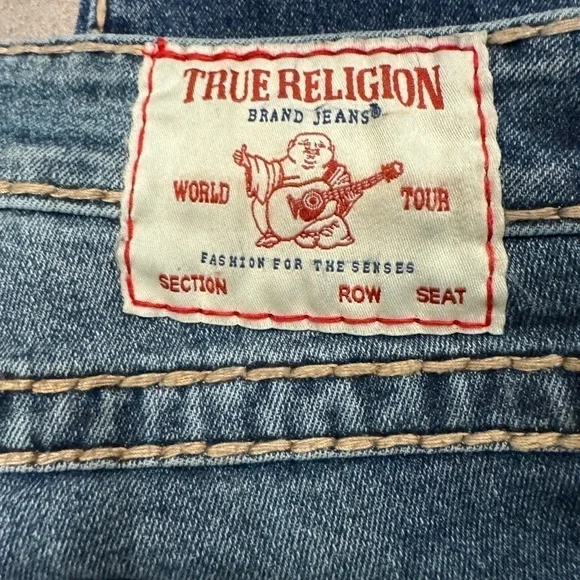 TRUE RELIGION
BRAND JEANS®
WORLD TOUR
FASHION FOR THE SENSES
SECTION ROW SEAT